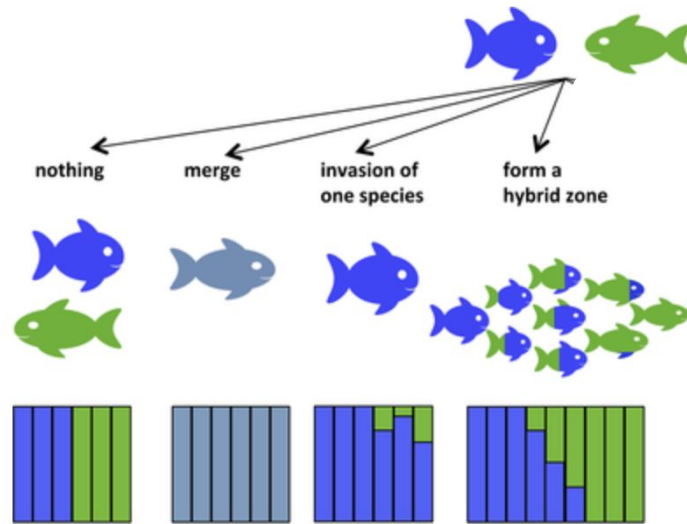 nothing
merge
invasion of
one species
form a
hybrid zone